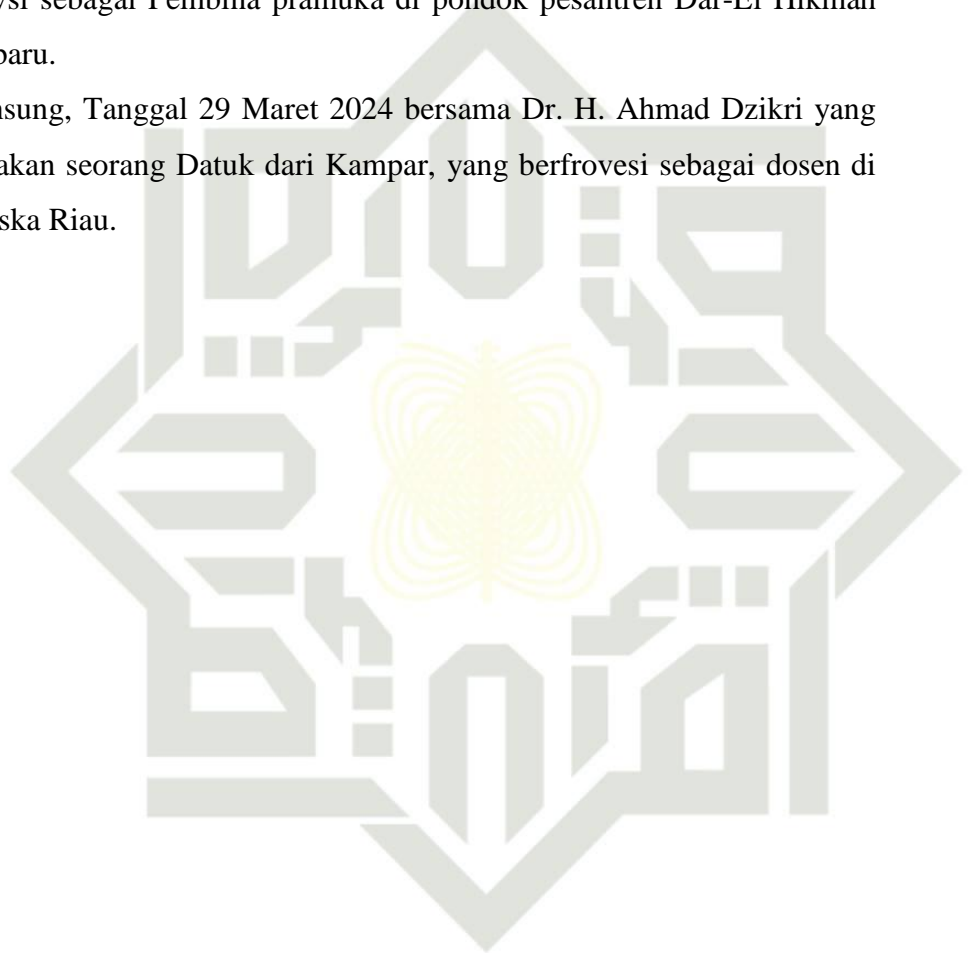 ysi sebagai Pembina pramuka di pondok pesantren Dar-El Hikmah
baru.
nsung, Tanggal 29 Maret 2024 bersama Dr. H. Ahmad Dzikri yang
akan seorang Datuk dari Kampar, yang berfrovesi sebagai dosen di
ska Riau.